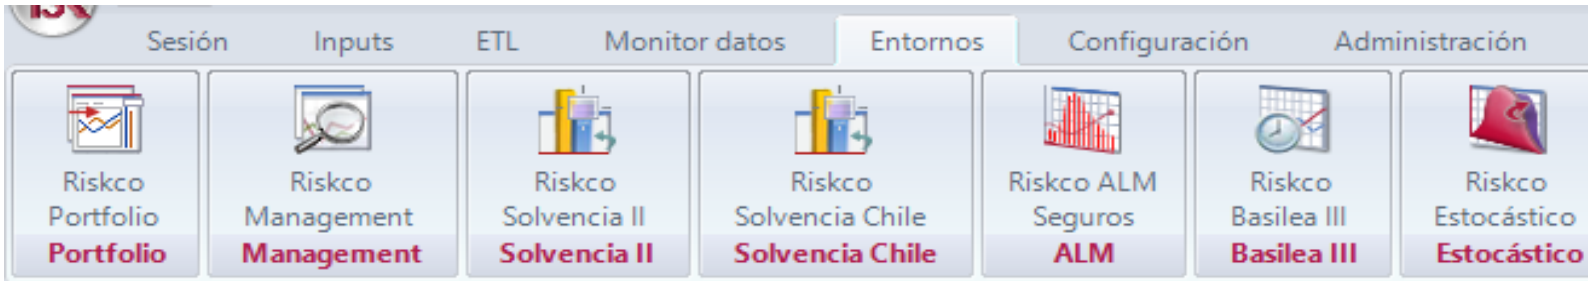 Sesión Inputs ETL Monitor datos Entornos Configuración Administración
Riskco Riskco Riskco Riskco Riskco ALM Riskco Riskco
Portfolio Management Solvencia II Solvencia Chile Seguros Basilea III Estocástico
Portfolio Management Solvencia II Solvencia Chile ALM Basilea III Estocástico